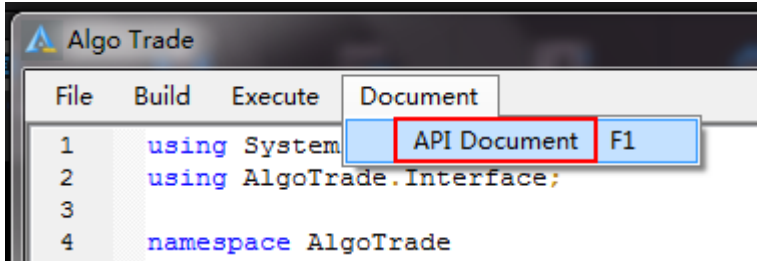 Algo Trade
File Build Execute Document
API Document F1
1 using System
2 using AlgoTrade.Interface;
3
4 namespace AlgoTrade